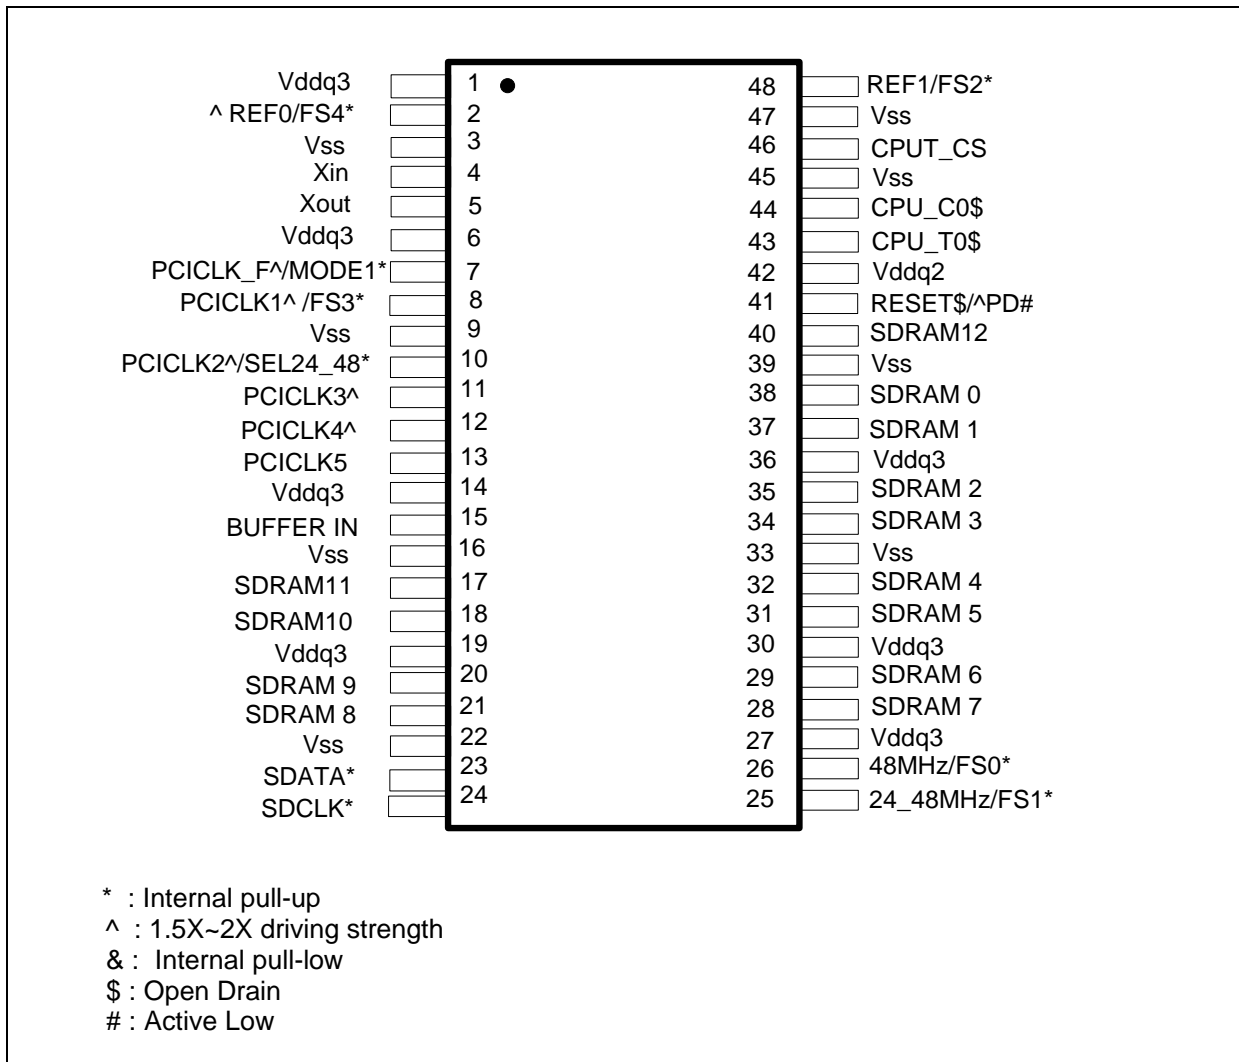 Vddq3 1 48 REF1/FS2*
^ REF0/FS4* 2 47 Vss
Vss 3 46 CPUT_CS
Xin 4 45 Vss
Xout 5 44 CPU_C0$
Vddq3 6 43 CPU_T0$
PCICLK_F^/MODE1* 7 42 Vddq2
PCICLK1^ /FS3* 8 41 RESET$/^PD#
Vss 9 40 SDRAM12
PCICLK2^/SEL24_48* 10 39 Vss
PCICLK3^ 11 38 SDRAM 0
PCICLK4^ 12 37 SDRAM 1
PCICLK5 13 36 Vddq3
Vddq3 14 35 SDRAM 2
BUFFER IN 15 34 SDRAM 3
Vss 16 33 Vss
SDRAM11 17 32 SDRAM 4
SDRAM10 18 31 SDRAM 5
Vddq3 19 30 Vddq3
SDRAM 9 20 29 SDRAM 6
SDRAM 8 21 28 SDRAM 7
Vss 22 27 Vddq3
SDATA* 23 26 48MHz/FS0*
SDCLK* 24 25 24_48MHz/FS1*
* : Internal pull-up
^ : 1.5X~2X driving strength
& : Internal pull-low
$ : Open Drain
# : Active Low